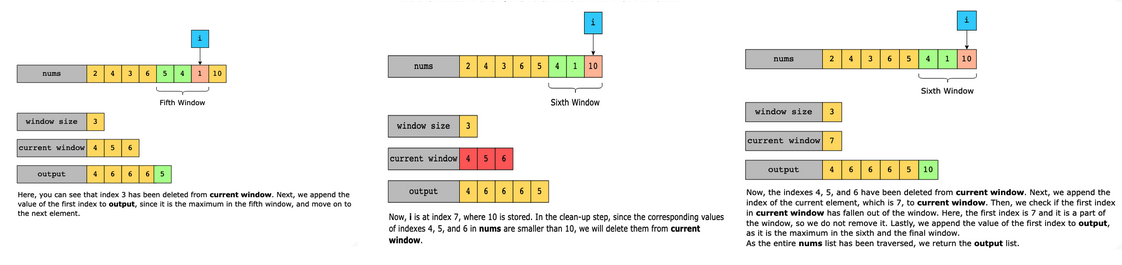 i
nums 2 4 3 6 5 4 1 10
Fifth Window
window size 3
current window 4 5 6
output 4 6 6 6 5
Here, you can see that index 3 has been deleted from current window. Next, we append the
value of the first index to output, since it is the maximum in the fifth window, and move on to
the next element.
i
nums 2 4 3 6 5 4 1 10
Sixth Window
window size 3
current window 4 5 6
output 4 6 6 6 5
Now, i is at index 7, where 10 is stored. In the clean-up step, since the corresponding values
of indexes 4, 5, and 6 in nums are smaller than 10, we will delete them from current
window.
i
nums 2 4 3 6 5 4 1 10
Sixth Window
window size 3
current window 7
output 4 6 6 6 5 10
Now, the indexes 4, 5, and 6 have been deleted from current window. Next, we append the
index of the current element, which is 7, to current window. Then, we check if the first index
in current window has fallen out of the window. Here, the first index is 7 and it is a part of
the window, so we do not remove it. Lastly, we append the value of the first index to output,
as it is the maximum in the sixth and the final window.
As the entire nums list has been traversed, we return the output list.